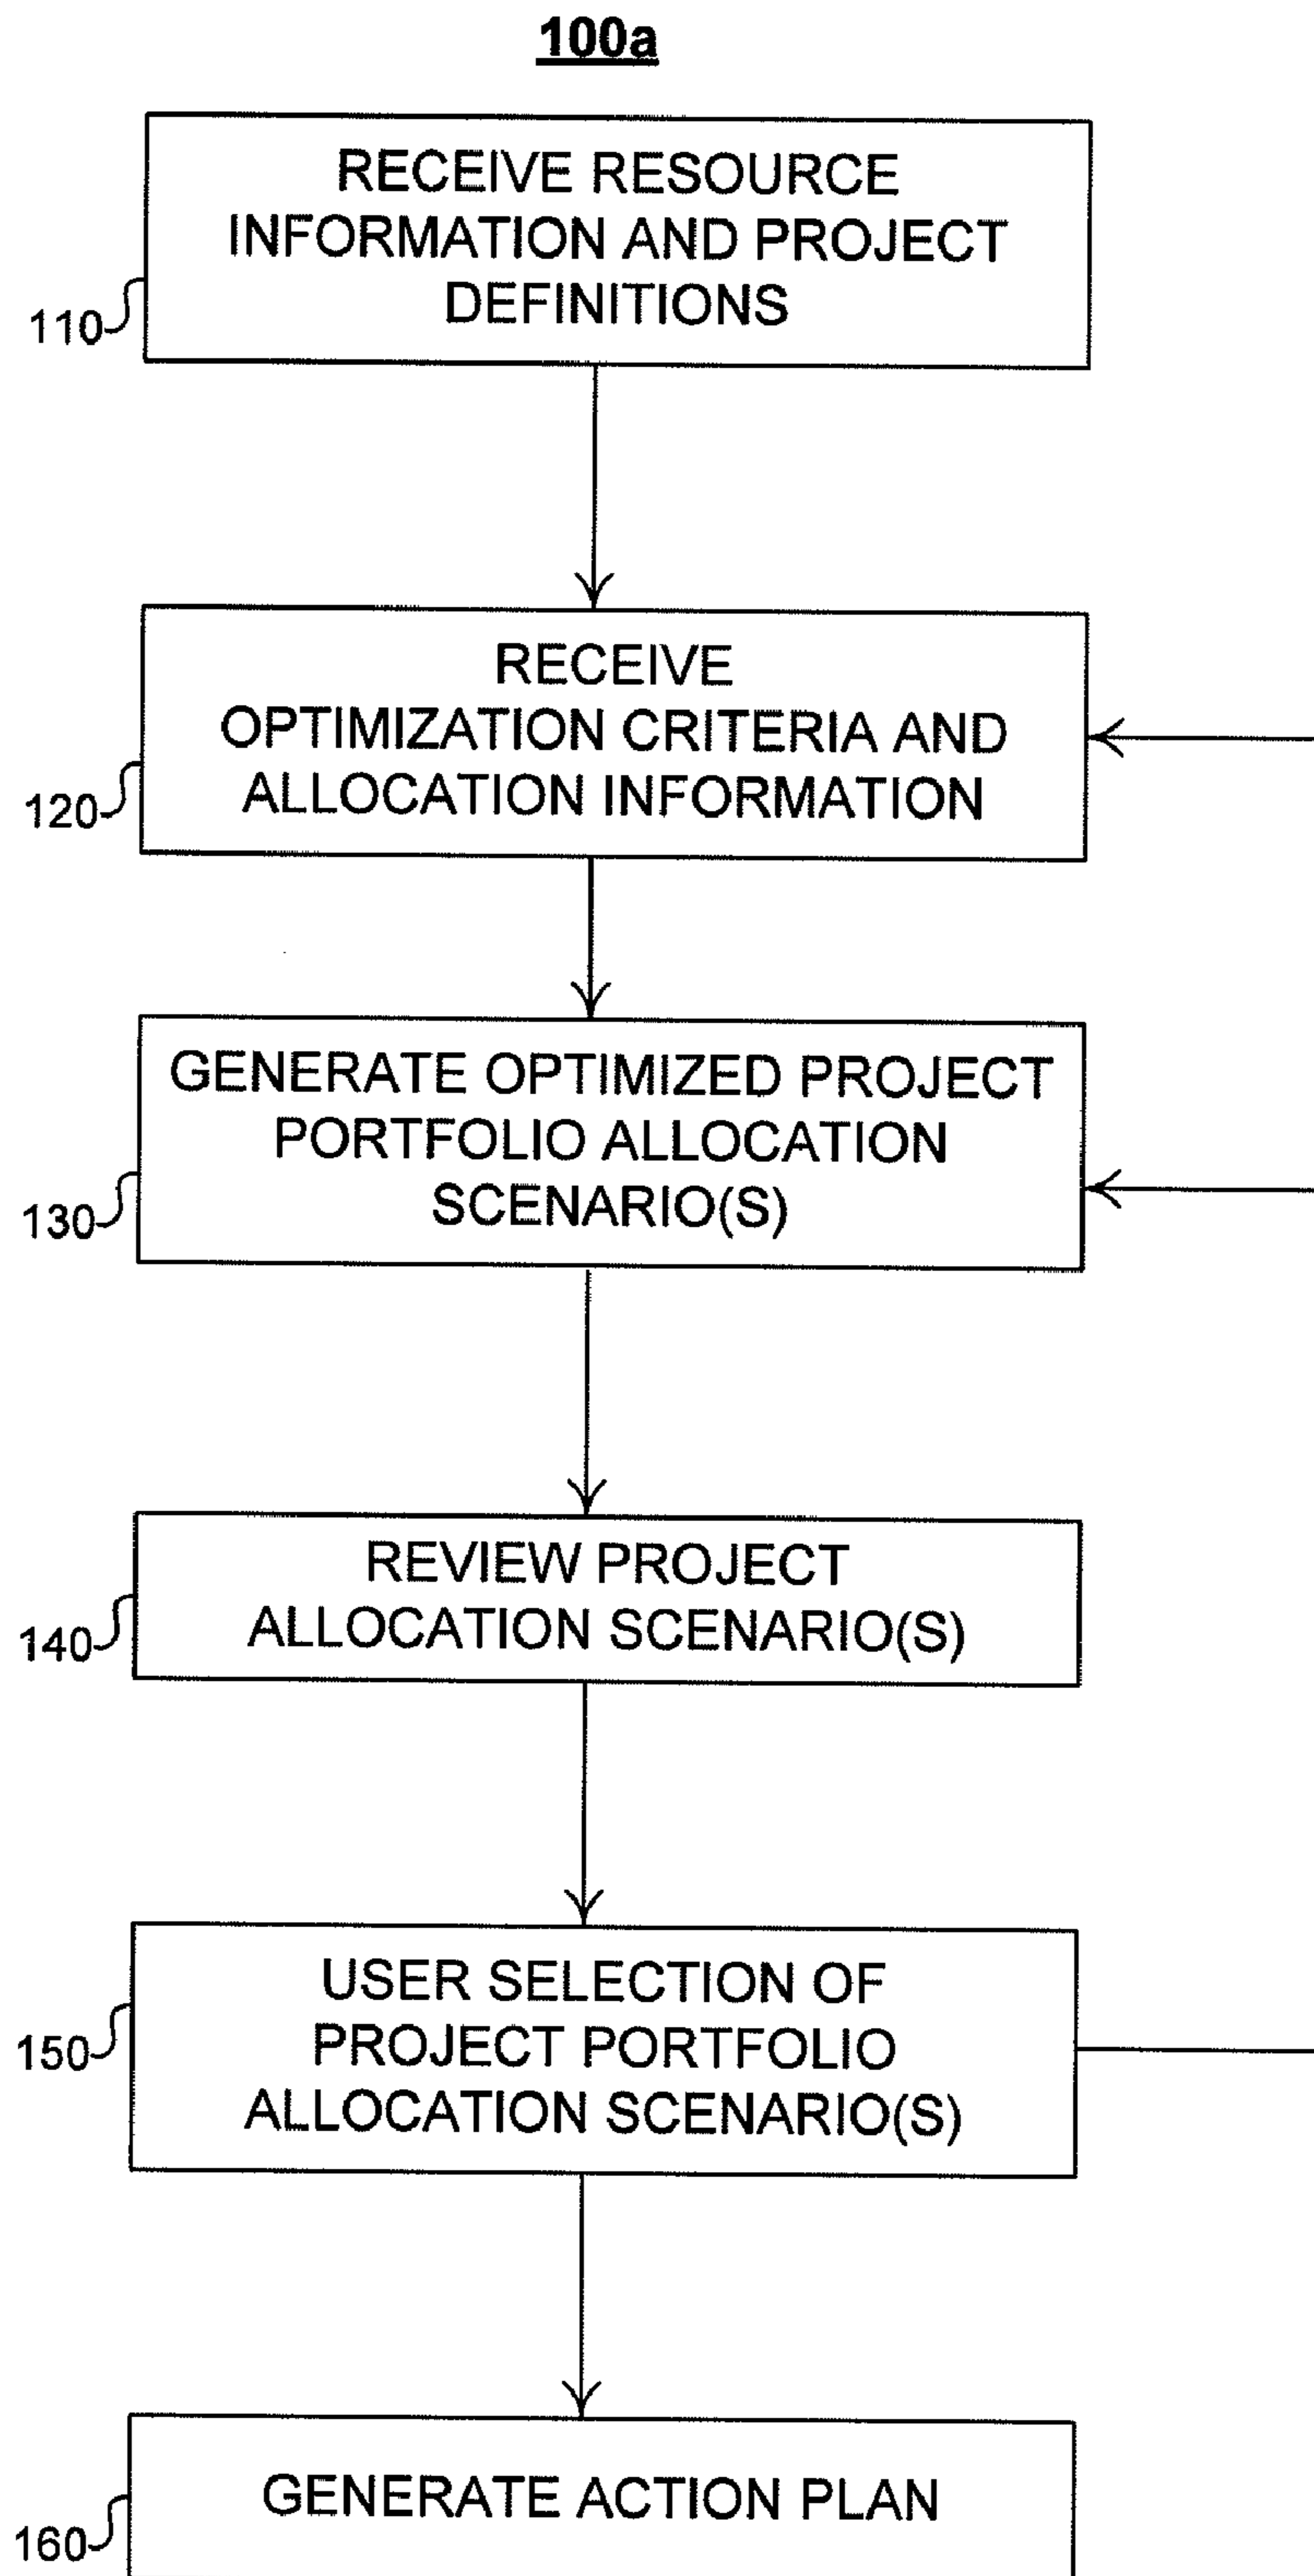 100a
RECEIVE RESOURCE
INFORMATION AND PROJECT
DEFINITIONS
110
RECEIVE
OPTIMIZATION CRITERIA AND
ALLOCATION INFORMATION
120
GENERATE OPTIMIZED PROJECT
PORTFOLIO ALLOCATION
SCENARIO(S)
130
REVIEW PROJECT
ALLOCATION SCENARIO(S)
140
USER SELECTION OF
PROJECT PORTFOLIO
ALLOCATION SCENARIO(S)
150
GENERATE ACTION PLAN
160